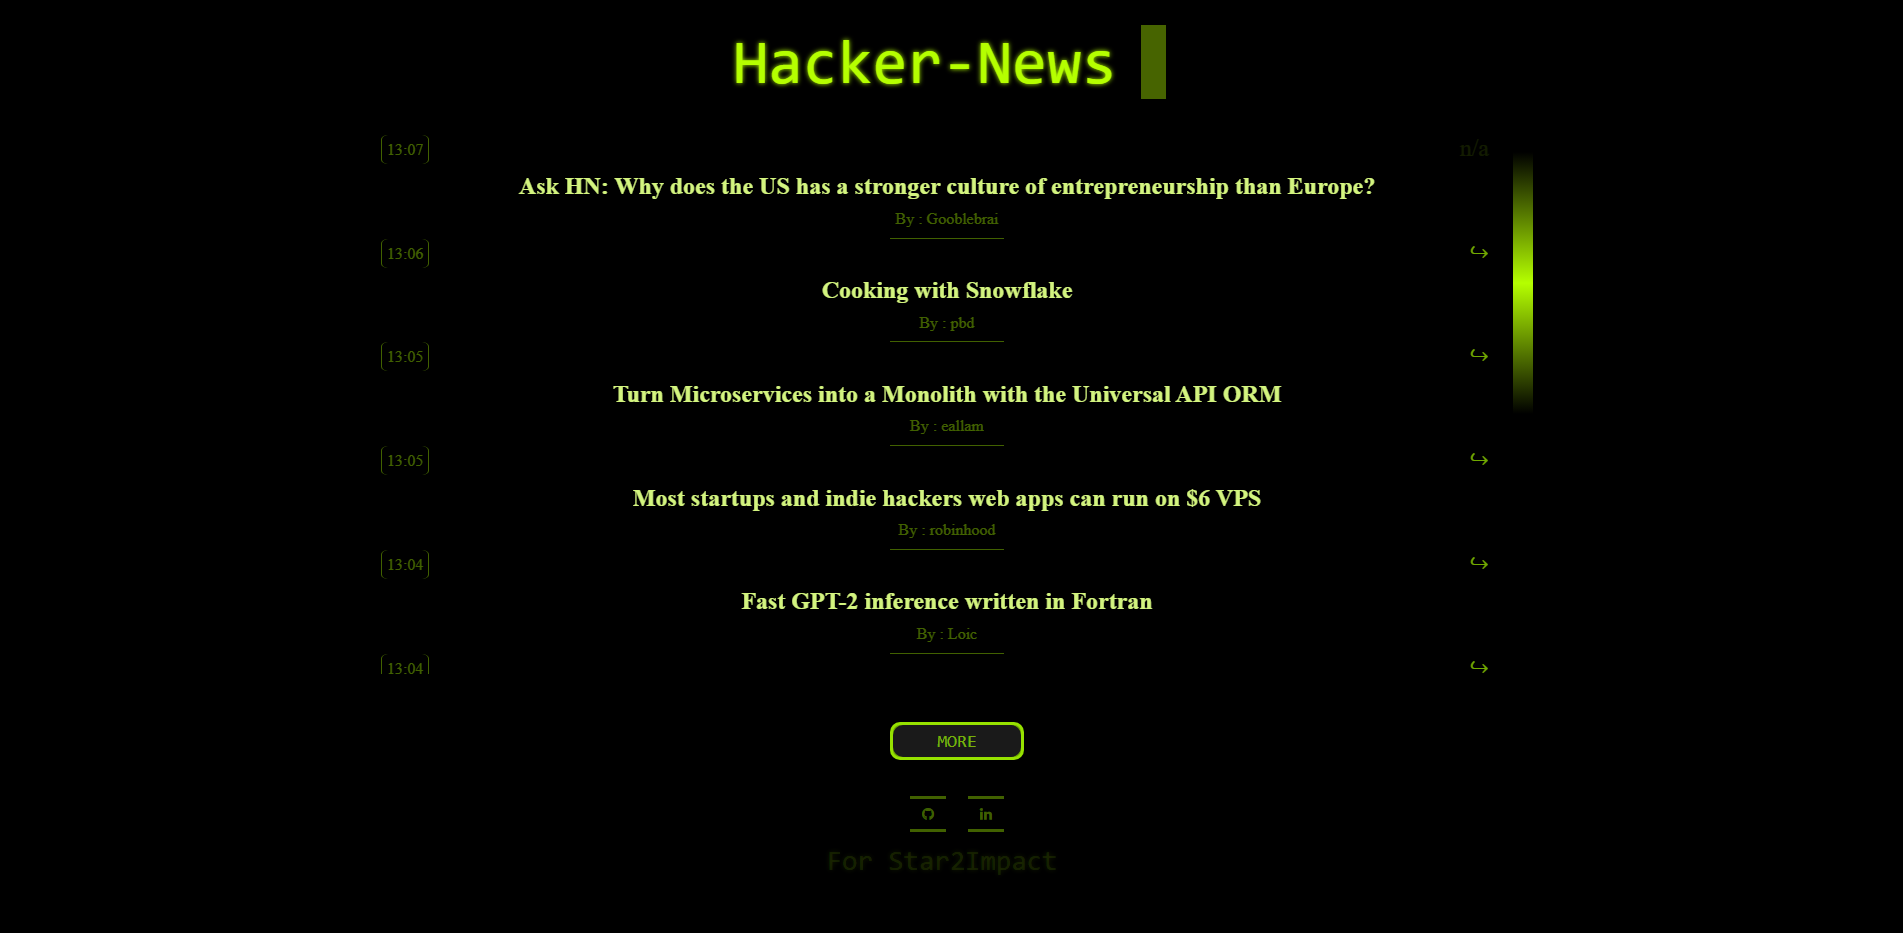 Hacker-News
13:07 n/a
Ask HN: Why does the US has a stronger culture of entrepreneurship than Europe?
By : Gooblebrai
13:06 ↪
Cooking with Snowflake
By : pbd
13:05 ↪
Turn Microservices into a Monolith with the Universal API ORM
By : eallam
13:05 ↪
Most startups and indie hackers web apps can run on $6 VPS
By : robinhood
13:04 ↪
Fast GPT-2 inference written in Fortran
By : Loic
13:04 ↪
MORE
in
For Star2Impact